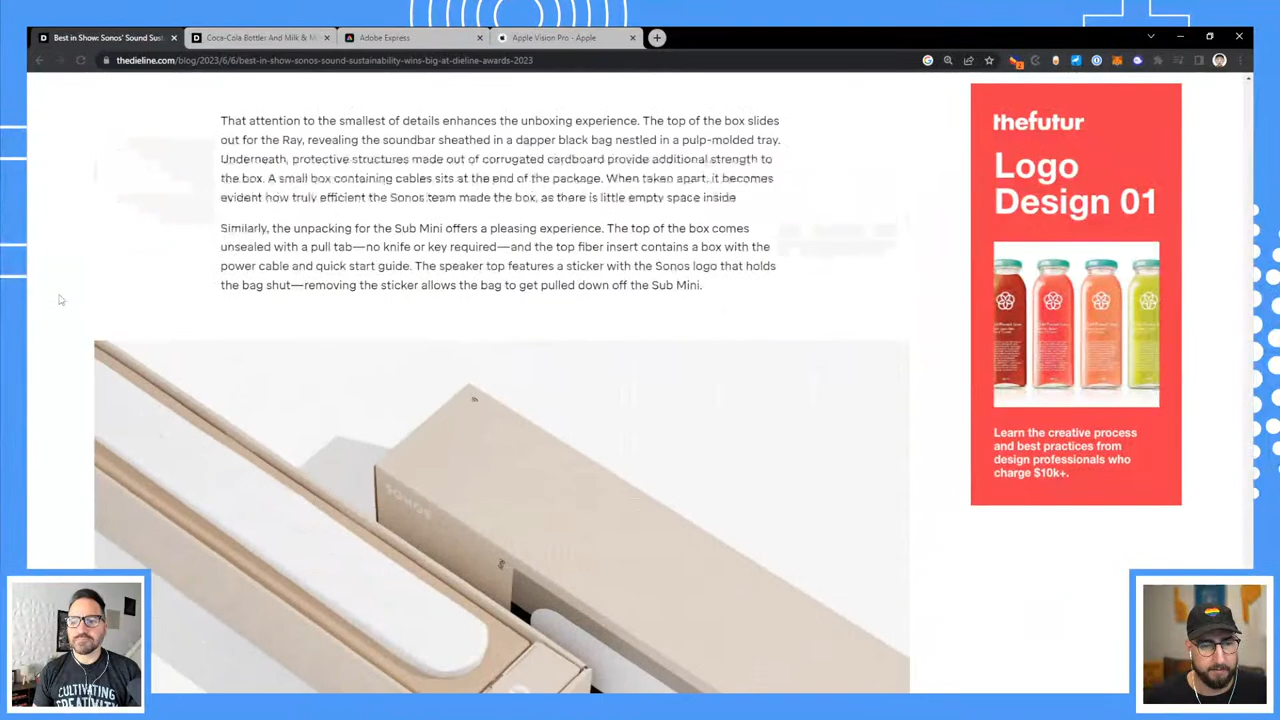 Best in Show: Sonos' Sound Sust
Coca-Cola Bottler And Milk & M
Adobe Express
Apple Vision Pro - Apple
thedieline.com/blog/2023/6/6/best-in-show-sonos-sound-sustainability-wins-big-at-dieline-awards-2023
That attention to the smallest of details enhances the unboxing experience. The top of the box slides
out for the Ray, revealing the soundbar sheathed in a dapper black bag nestled in a pulp-molded tray.
Underneath, protective structures made out of corrugated cardboard provide additional strength to
the box. A small box containing cables sits at the end of the package. When taken apart, it becomes
evident how truly efficient the Sonos team made the box, as there is little empty space inside
Similarly, the unpacking for the Sub Mini offers a pleasing experience. The top of the box comes
unsealed with a pull tab—no knife or key required—and the top fiber insert contains a box with the
power cable and quick start guide. The speaker top features a sticker with the Sonos logo that holds
the bag shut—removing the sticker allows the bag to get pulled down off the Sub Mini.
SONOS
thefutur
Logo
Design 01
Learn the creative process
and best practices from
design professionals who
charge $10k+.
CULTIVATING
CREATIVITY